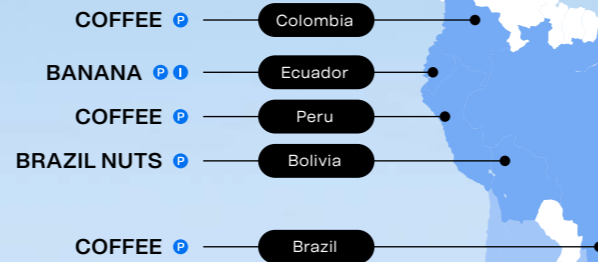 COFFEE P Colombia
BANANA P I Ecuador
COFFEE P Peru
BRAZIL NUTS P Bolivia
COFFEE P Brazil